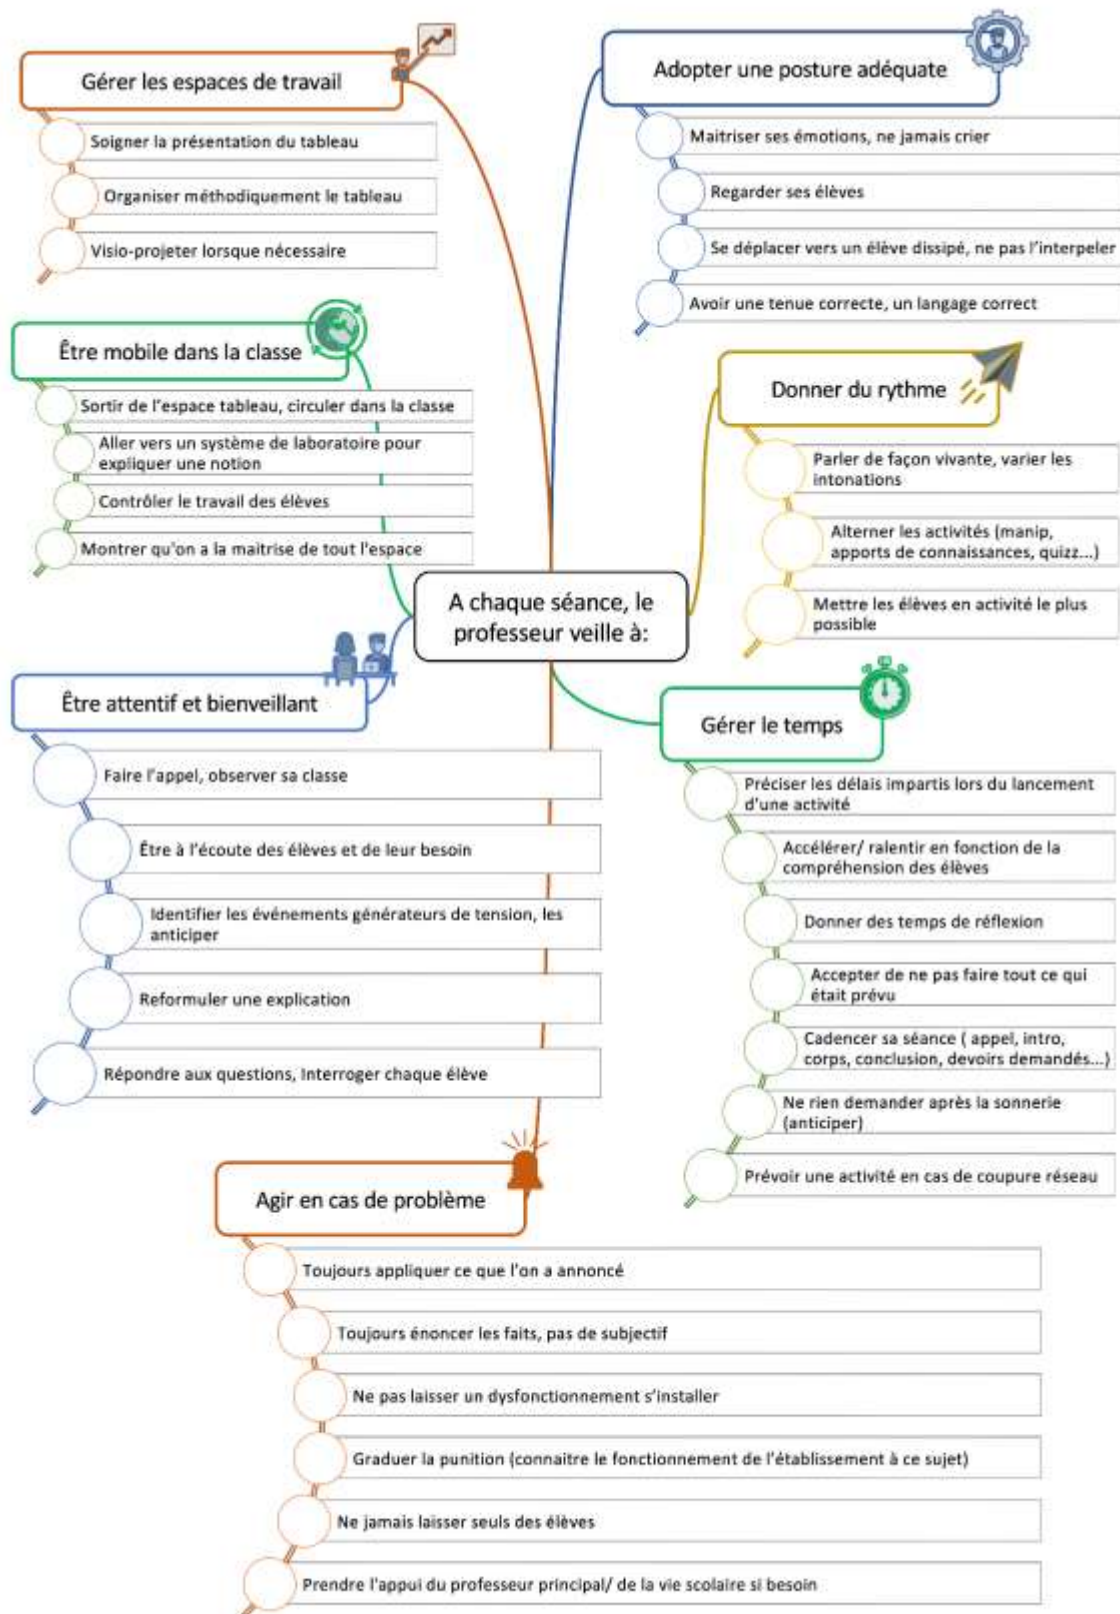 Gérer les espaces de travail
Soigner la présentation du tableau
Organiser méthodiquement le tableau
Visio-projeter lorsque nécessaire
Adopter une posture adéquate
Maitriser ses émotions, ne jamais crier
Regarder ses élèves
Se déplacer vers un élève dissipé, ne pas l'interpeler
Avoir une tenue correcte, un langage correct
Être mobile dans la classe
Sortir de l'espace tableau, circuler dans la classe
Aller vers un système de laboratoire pour
expliquer une notion
Contrôler le travail des élèves
Montrer qu'on a la maitrise de tout l'espace
Donner du rythme
Parler de façon vivante, varier les
intonations
Alterner les activités (manip,
apports de connaissances, quizz...)
Mettre les élèves en activité le plus
possible
A chaque séance, le
professeur veille à:
Être attentif et bienveillant
Faire l'appel, observer sa classe
Être à l'écoute des élèves et de leur besoin
Identifier les événements générateurs de tension, les
anticiper
Reformuler une explication
Répondre aux questions, Interroger chaque élève
Gérer le temps
Préciser les délais impartis lors du lancement
d'une activité
Accélérer/ ralentir en fonction de la
compréhension des élèves
Donner des temps de réflexion
Accepter de ne pas faire tout ce qui
était prévu
Cadencer sa séance ( appel, intro,
corps, conclusion, devoirs demandés...)
Ne rien demander après la sonnerie
(anticiper)
Prévoir une activité en cas de coupure réseau
Agir en cas de problème
Toujours appliquer ce que l'on a annoncé
Toujours énoncer les faits, pas de subjectif
Ne pas laisser un dysfonctionnement s'installer
Graduer la punition (connaitre le fonctionnement de l'établissement à ce sujet)
Ne jamais laisser seuls des élèves
Prendre l'appui du professeur principal/ de la vie scolaire si besoin